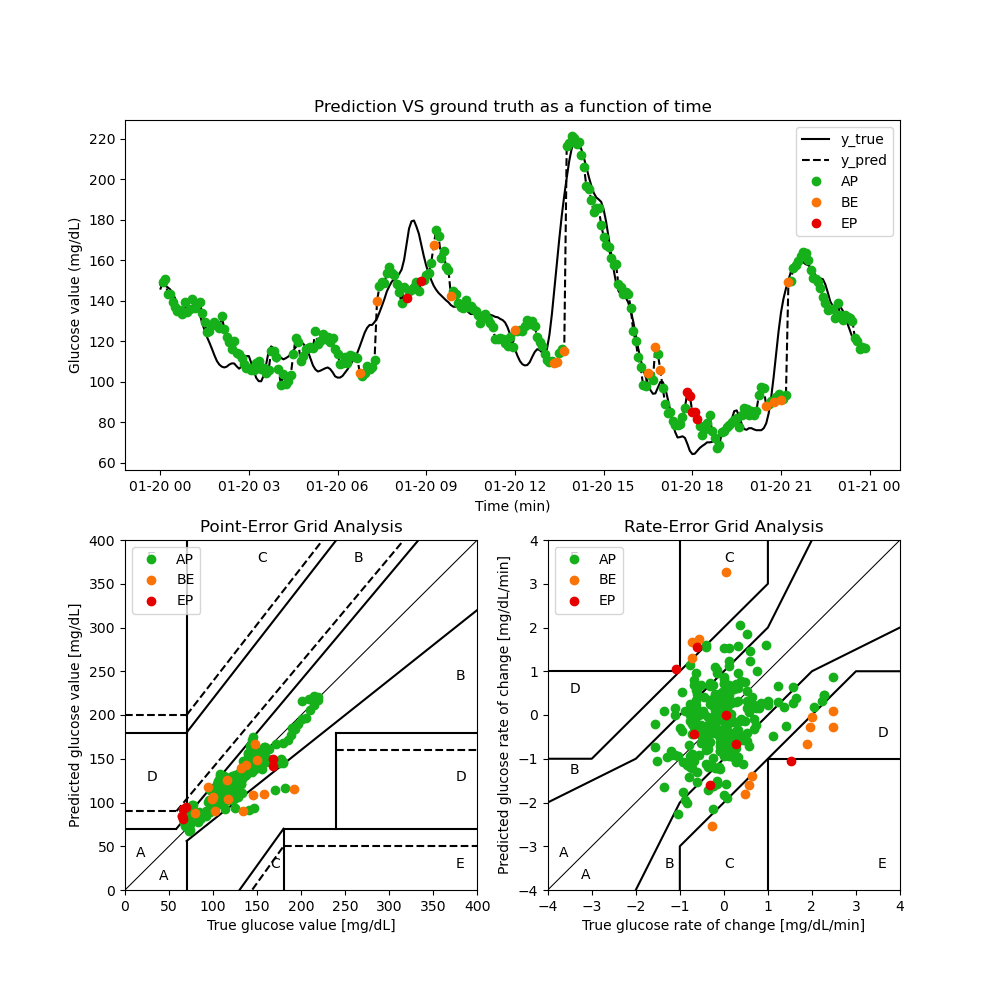 Prediction VS ground truth as a function of time
Glucose value (mg/dL)
220
200
180
160
140
120
100
80
60
y_true
y_pred
AP
BE
EP
01-20 00 01-20 03 01-20 06 01-20 09 01-20 12 01-20 15 01-20 18 01-20 21 01-21 00
Time (min)
Point-Error Grid Analysis
Predicted glucose value [mg/dL]
400
350
300
250
200
150
100
50
0
AP
BE
EP
C B
B
D D
A
A C E
0 50 100 150 200 250 300 350 400
True glucose value [mg/dL]
Rate-Error Grid Analysis
Predicted glucose rate of change [mg/dL/min]
4
3
2
1
0
−1
−2
−3
−4
AP
BE
EP
C
D
D
B
A
A B C E
−4 −3 −2 −1 0 1 2 3 4
True glucose rate of change [mg/dL/min]